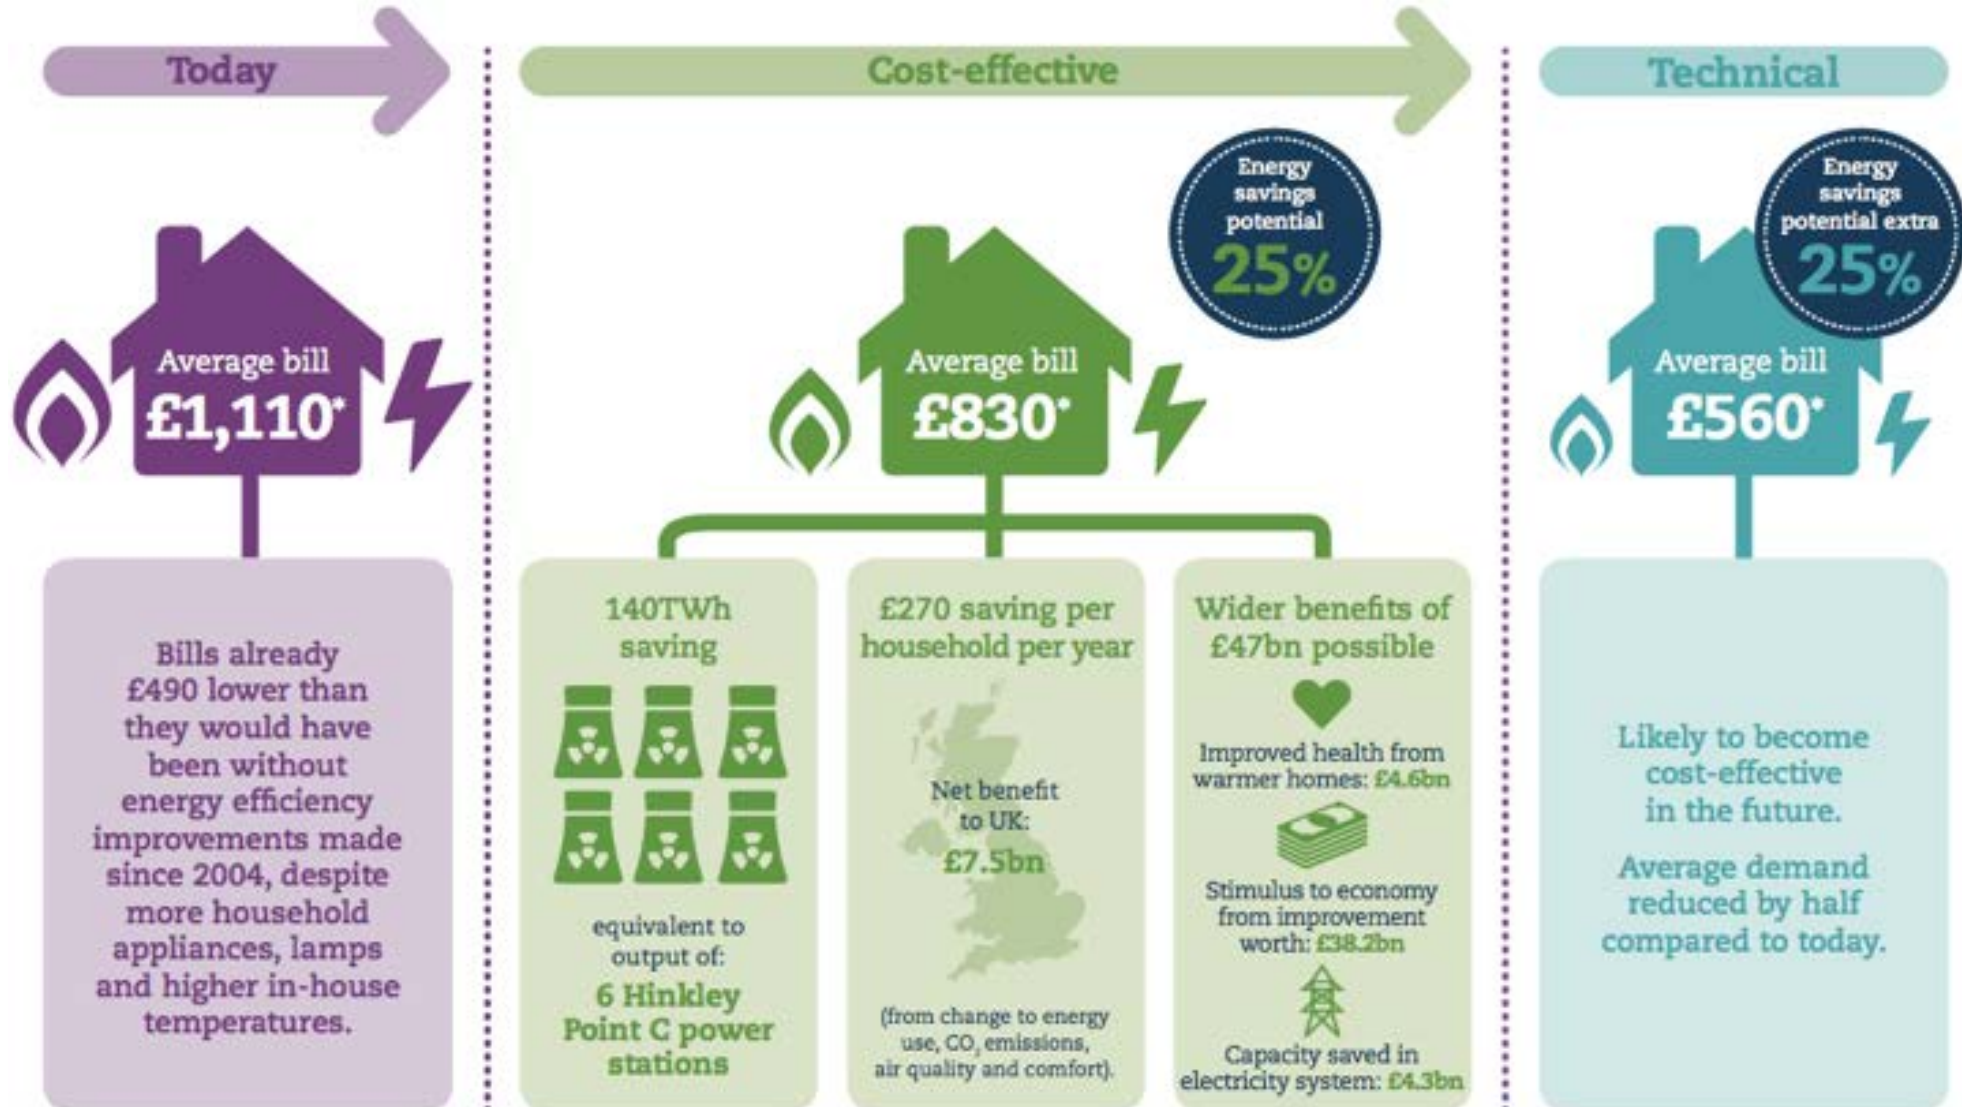 Today
Average bill
£1,110*
Bills already
£490 lower than
they would have
been without
energy efficiency
improvements made
since 2004, despite
more household
appliances, lamps
and higher in-house
temperatures.
Cost-effective
Energy
savings
potential
25%
Average bill
£830*
140TWh
saving
equivalent to
output of:
6 Hinkley
Point C power
stations
£270 saving per
household per year
Net benefit
to UK:
£7.5bn
(from change to energy
use, CO₂ emissions,
air quality and comfort).
Wider benefits of
£47bn possible
Improved health from
warmer homes: £4.6bn
Stimulus to economy
from improvement
worth: £38.2bn
Capacity saved in
electricity system: £4.3bn
Technical
Energy
savings
potential extra
25%
Average bill
£560*
Likely to become
cost-effective
in the future.
Average demand
reduced by half
compared to today.